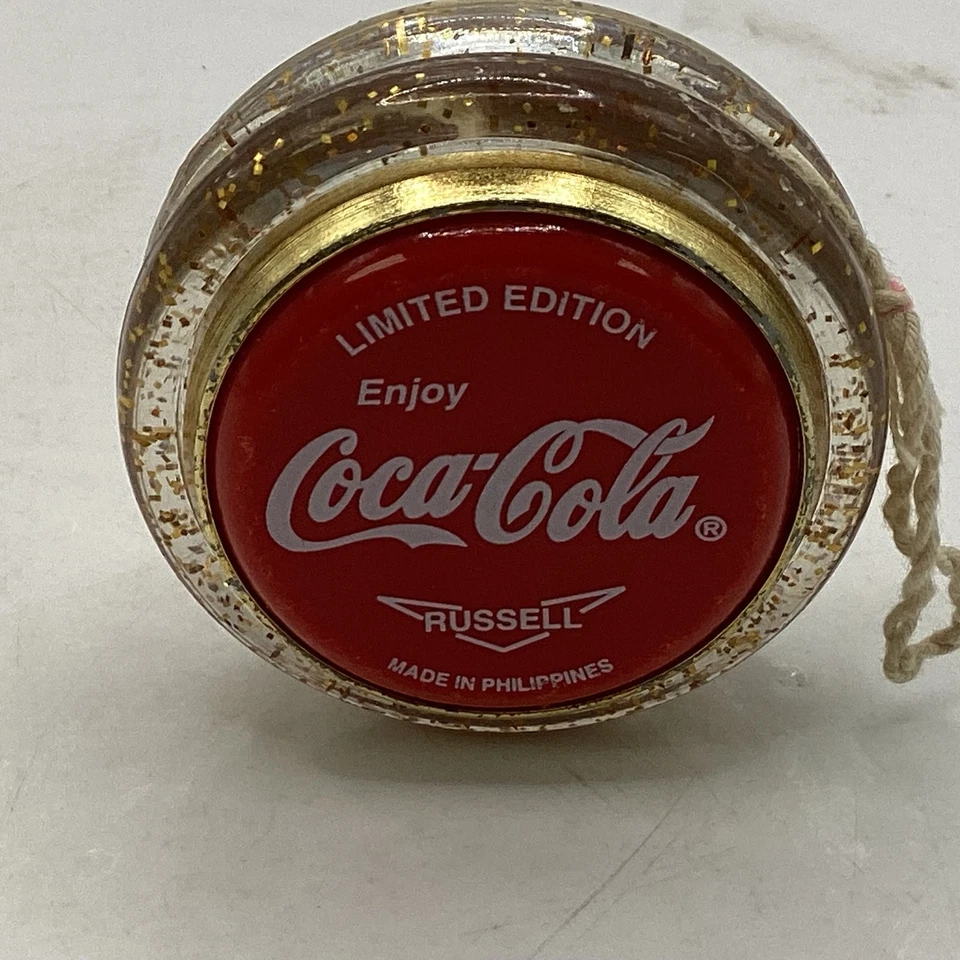 LIMITED EDITION
Enjoy
Coca-Cola®
RUSSELL
MADE IN PHILIPPINES